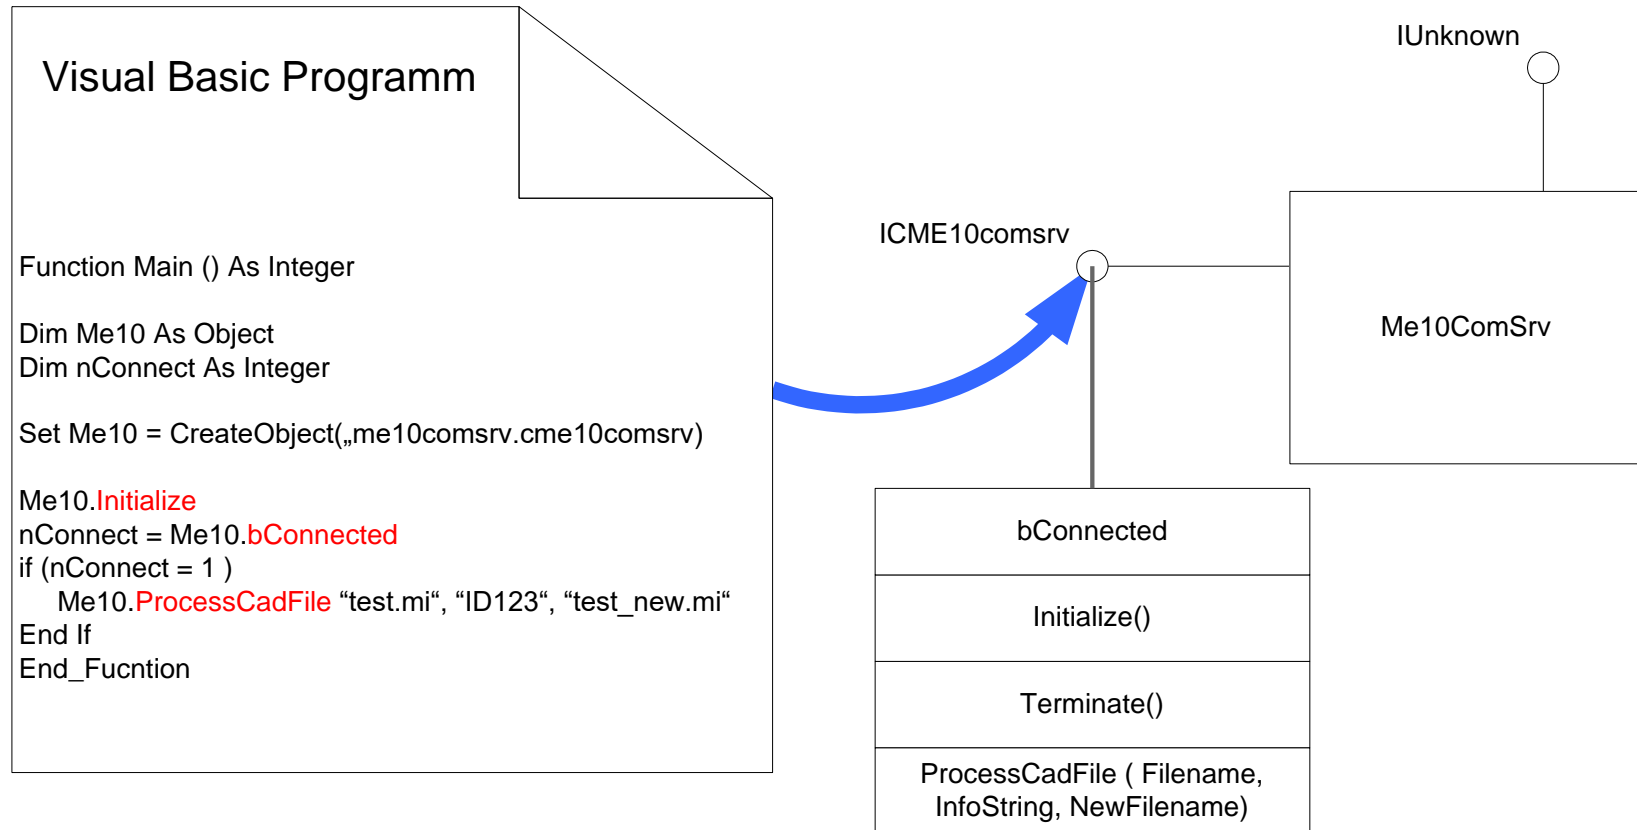 Visual Basic Programm
Function Main () As Integer
Dim Me10 As Object
Dim nConnect As Integer
Set Me10 = CreateObject(„me10comsrv.cme10comsrv)
Me10.Initialize
nConnect = Me10.bConnected
if (nConnect = 1 )
Me10.ProcessCadFile “test.mi“, “ID123“, “test_new.mi“
End If
End_Fucntion
IUnknown
ICME10comsrv
Me10ComSrv
bConnected
Initialize()
Terminate()
ProcessCadFile ( Filename,
InfoString, NewFilename)